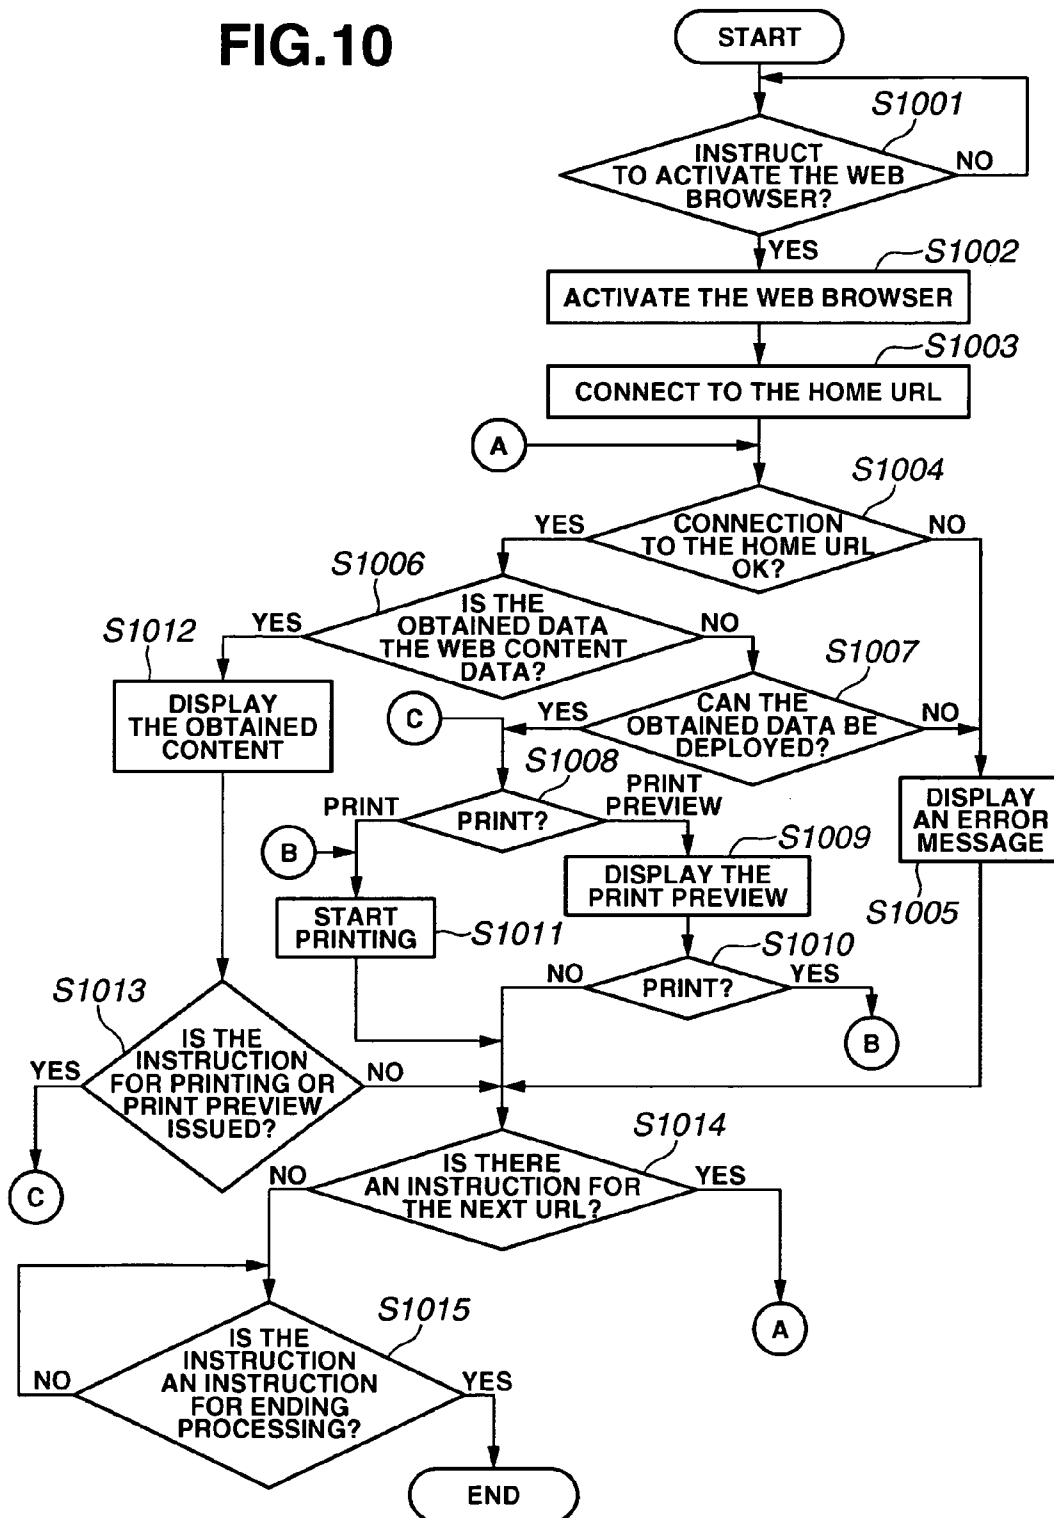 FIG.10
START
S1001
INSTRUCT
TO ACTIVATE THE WEB
BROWSER?
NO
YES
S1002
ACTIVATE THE WEB BROWSER
S1003
CONNECT TO THE HOME URL
A
S1004
YES
CONNECTION
TO THE HOME URL
OK?
NO
S1006
YES
IS THE
OBTAINED DATA
THE WEB CONTENT
DATA?
NO
S1012
DISPLAY
THE OBTAINED
CONTENT
S1007
C
YES
CAN THE
OBTAINED DATA BE
DEPLOYED?
NO
S1008
PRINT
PRINT?
PRINT
PREVIEW
DISPLAY
AN ERROR
MESSAGE
S1005
B
S1009
DISPLAY THE
PRINT PREVIEW
START
PRINTING
S1011
S1010
NO
PRINT?
YES
B
S1013
YES
IS THE
INSTRUCTION
FOR PRINTING OR
PRINT PREVIEW
ISSUED?
NO
C
S1014
NO
IS THERE
AN INSTRUCTION FOR
THE NEXT URL?
YES
A
S1015
NO
IS THE
INSTRUCTION
AN INSTRUCTION
FOR ENDING
PROCESSING?
YES
END